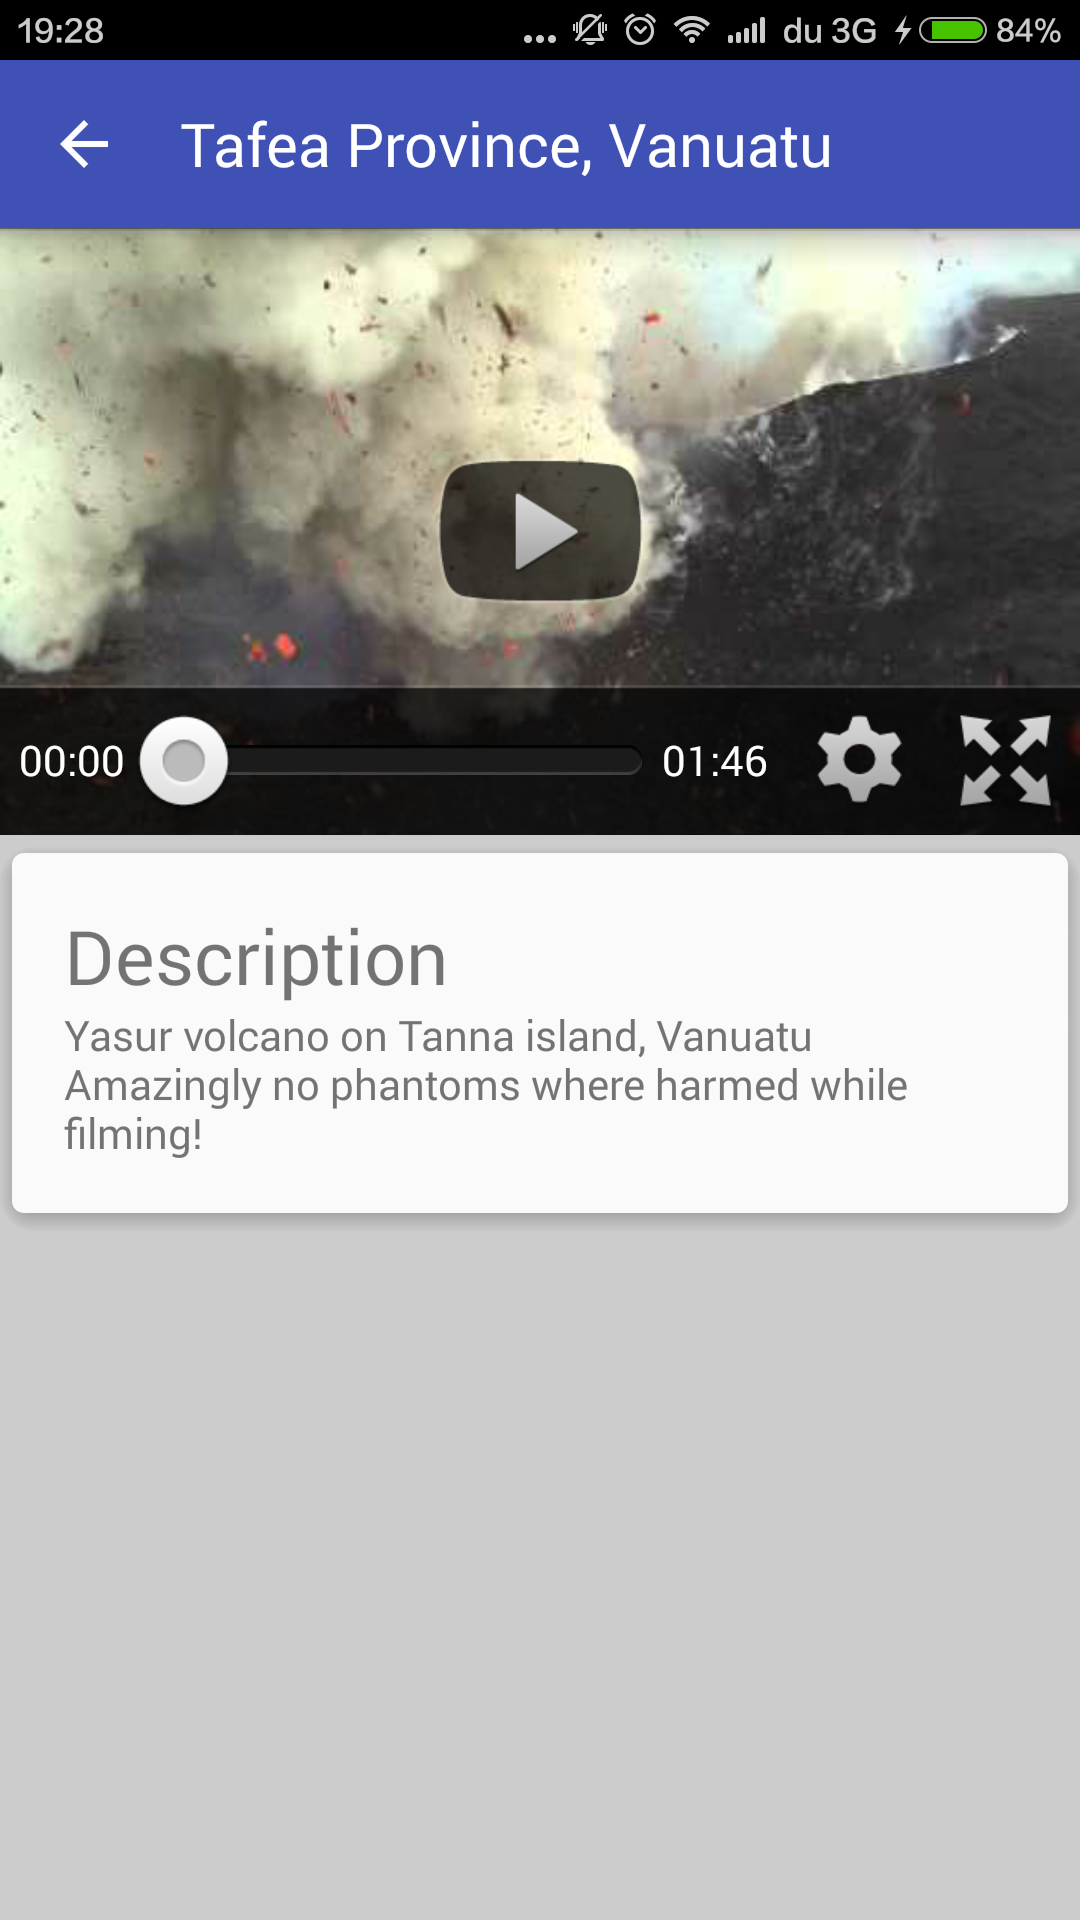 19:28 ... du 3G 84%
Tafea Province, Vanuatu
00:00 01:46
Description
Yasur volcano on Tanna island, Vanuatu
Amazingly no phantoms where harmed while
filming!